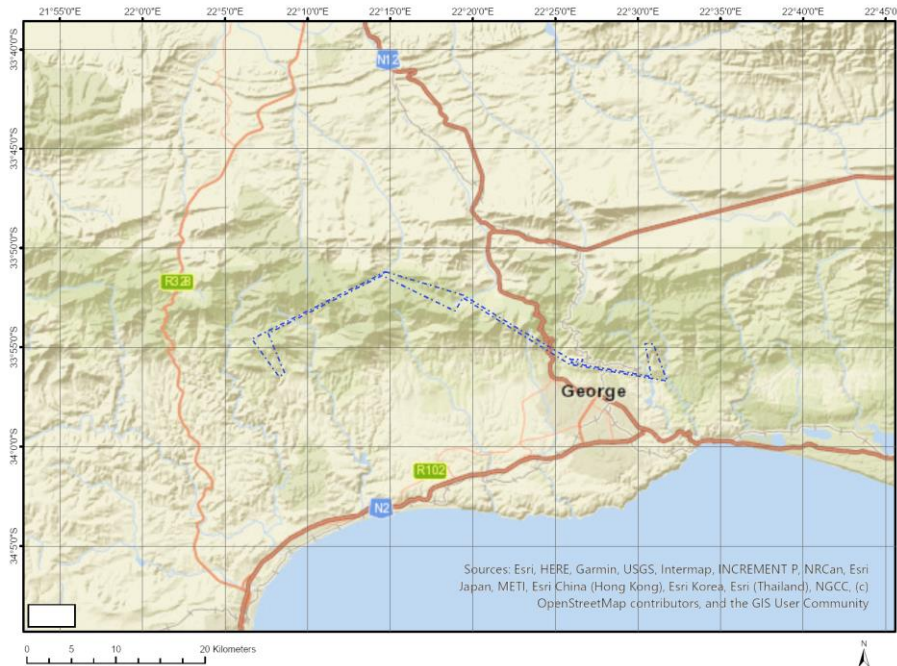 21°55'0"E 22°0'0"E 22°5'0"E 22°10'0"E 22°15'0"E 22°20'0"E 22°25'0"E 22°30'0"E 22°35'0"E 22°40'0"E 22°45'0"E
33°40'0"S
N12
33°45'0"S
33°50'0"S
R328
33°55'0"S
George
34°0'0"S
R102
N2
34°5'0"S
Sources: Esri, HERE, Garmin, USGS, Intermap, INCREMENT P, NRCan, Esri
Japan, METI, Esri China (Hong Kong), Esri Korea, Esri (Thailand), NGCC, (c)
OpenStreetMap contributors, and the GIS User Community
0 5 10 20 Kilometers
N